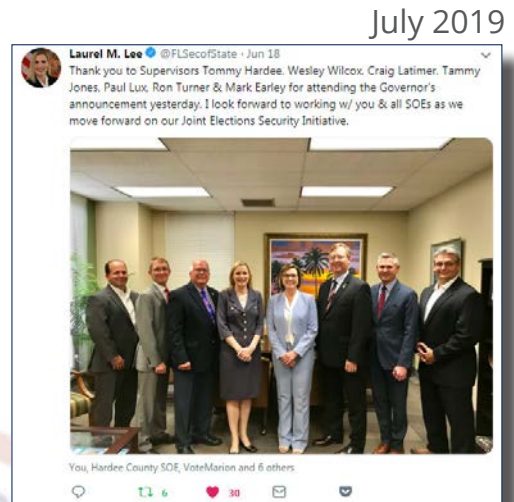 July 2019
Laurel M. Lee @FLSecofState · Jun 18
Thank you to Supervisors Tommy Hardee. Wesley Wilcox. Craig Latimer. Tammy
Jones, Paul Lux, Ron Turner & Mark Earley for attending the Governor's
announcement yesterday. I look forward to working w/ you & all SOEs as we
move forward on our Joint Elections Security Initiative.
You, Hardee County SOE, VoteMarion and 6 others
6 30